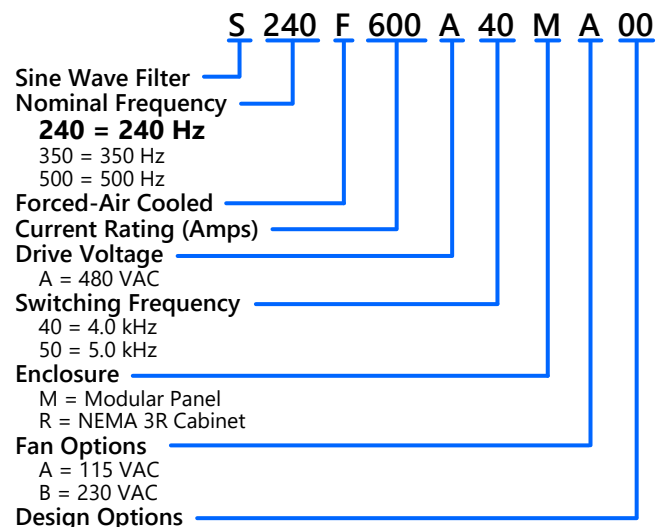 S 240 F 600 A 40 M A 00
Sine Wave Filter
Nominal Frequency
240 = 240 Hz
350 = 350 Hz
500 = 500 Hz
Forced-Air Cooled
Current Rating (Amps)
Drive Voltage
A = 480 VAC
Switching Frequency
40 = 4.0 kHz
50 = 5.0 kHz
Enclosure
M = Modular Panel
R = NEMA 3R Cabinet
Fan Options
A = 115 VAC
B = 230 VAC
Design Options